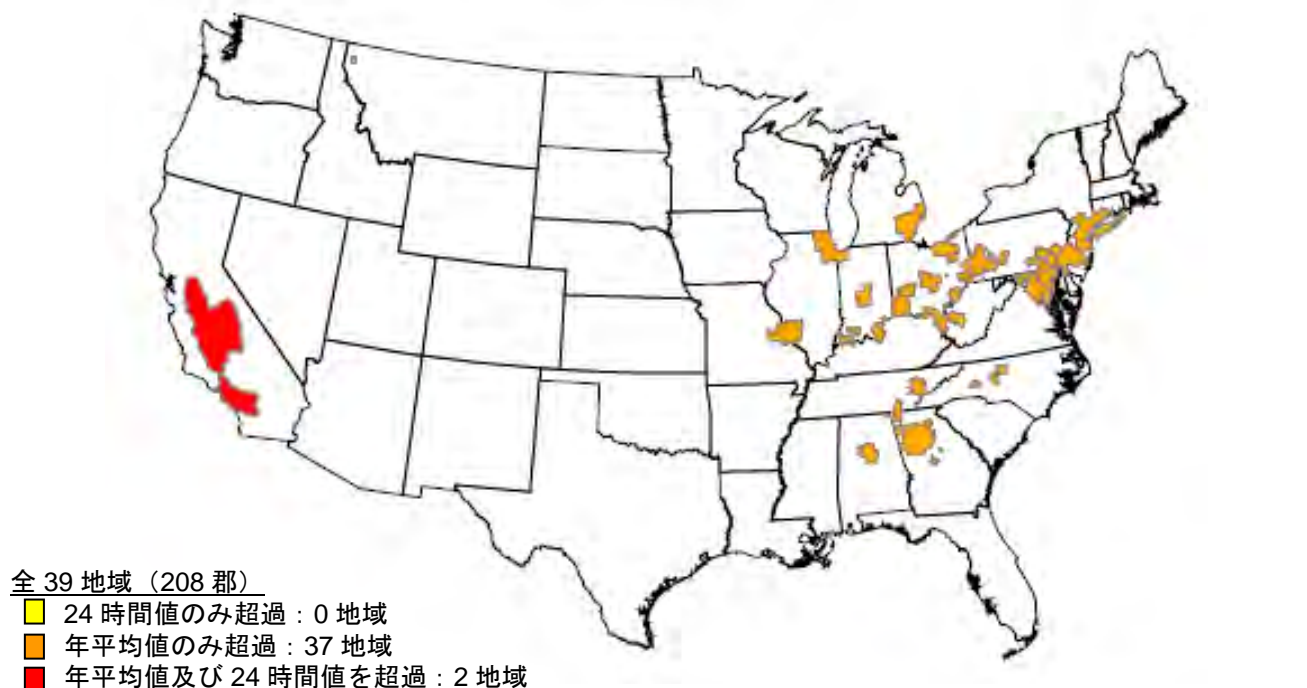 全 39 地域（208 郡）
24 時間値のみ超過：0 地域
年平均値のみ超過：37 地域
年平均値及び 24 時間値を超過：2 地域